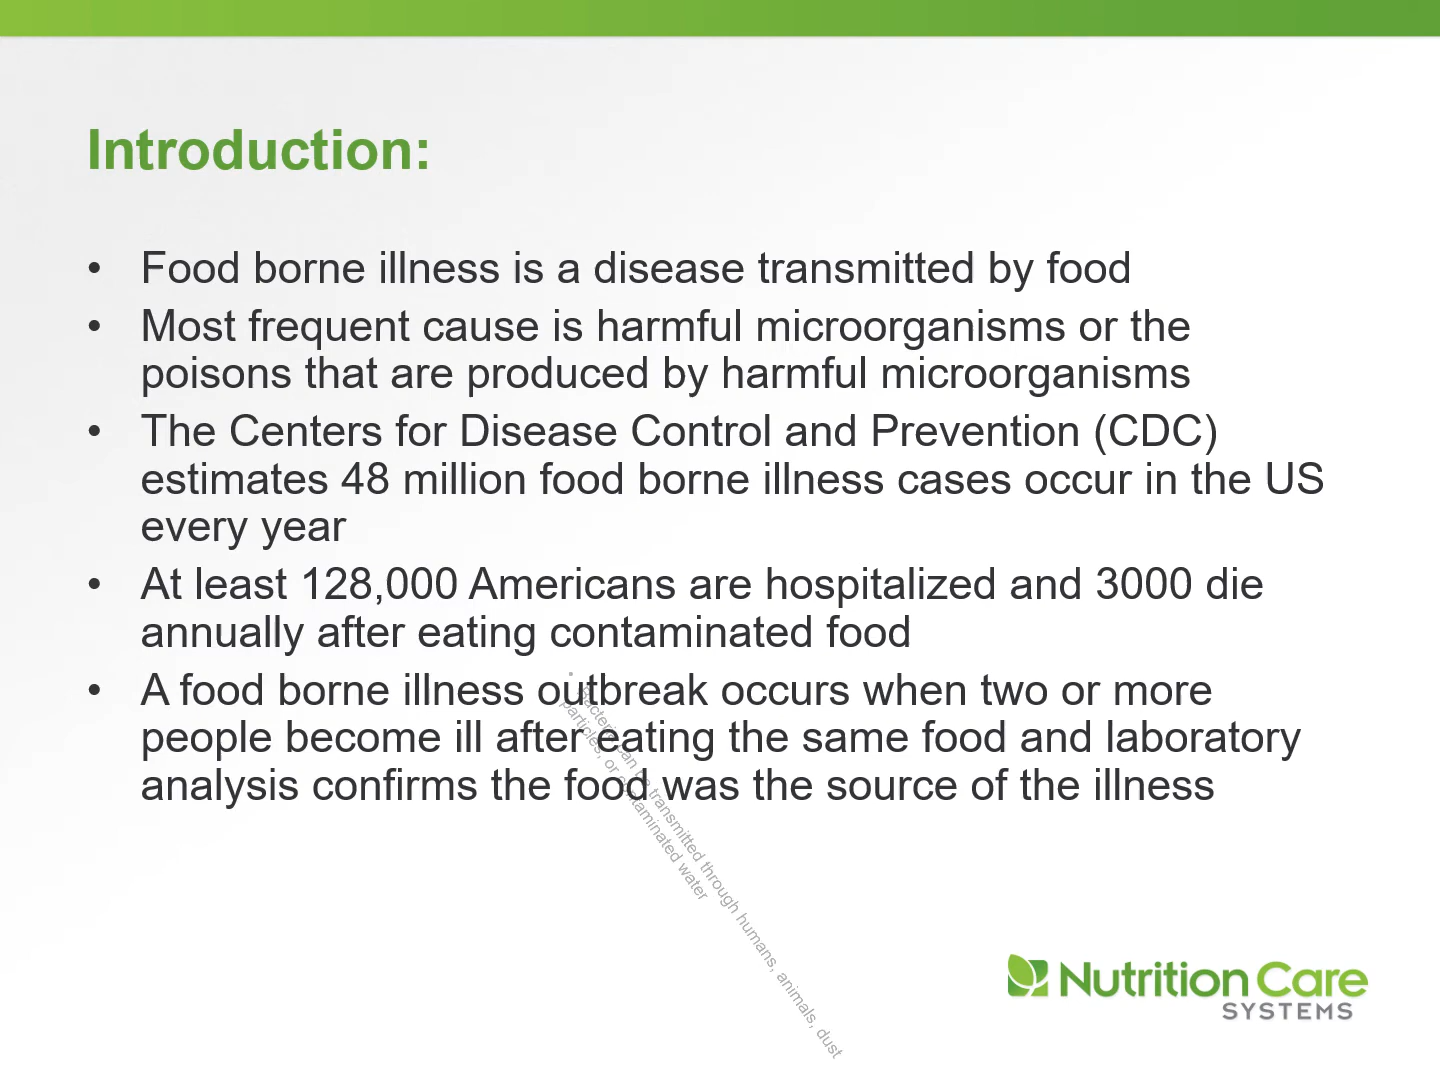 Introduction:
• Food borne illness is a disease transmitted by food
• Most frequent cause is harmful microorganisms or the
poisons that are produced by harmful microorganisms
• The Centers for Disease Control and Prevention (CDC)
estimates 48 million food borne illness cases occur in the US
every year
• At least 128,000 Americans are hospitalized and 3000 die
annually after eating contaminated food
• A food borne illness outbreak occurs when two or more
people become ill after eating the same food and laboratory
analysis confirms the food was the source of the illness
• Bacteria can be transmitted through humans, animals, dust
particles, or contaminated water
Nutrition Care
SYSTEMS